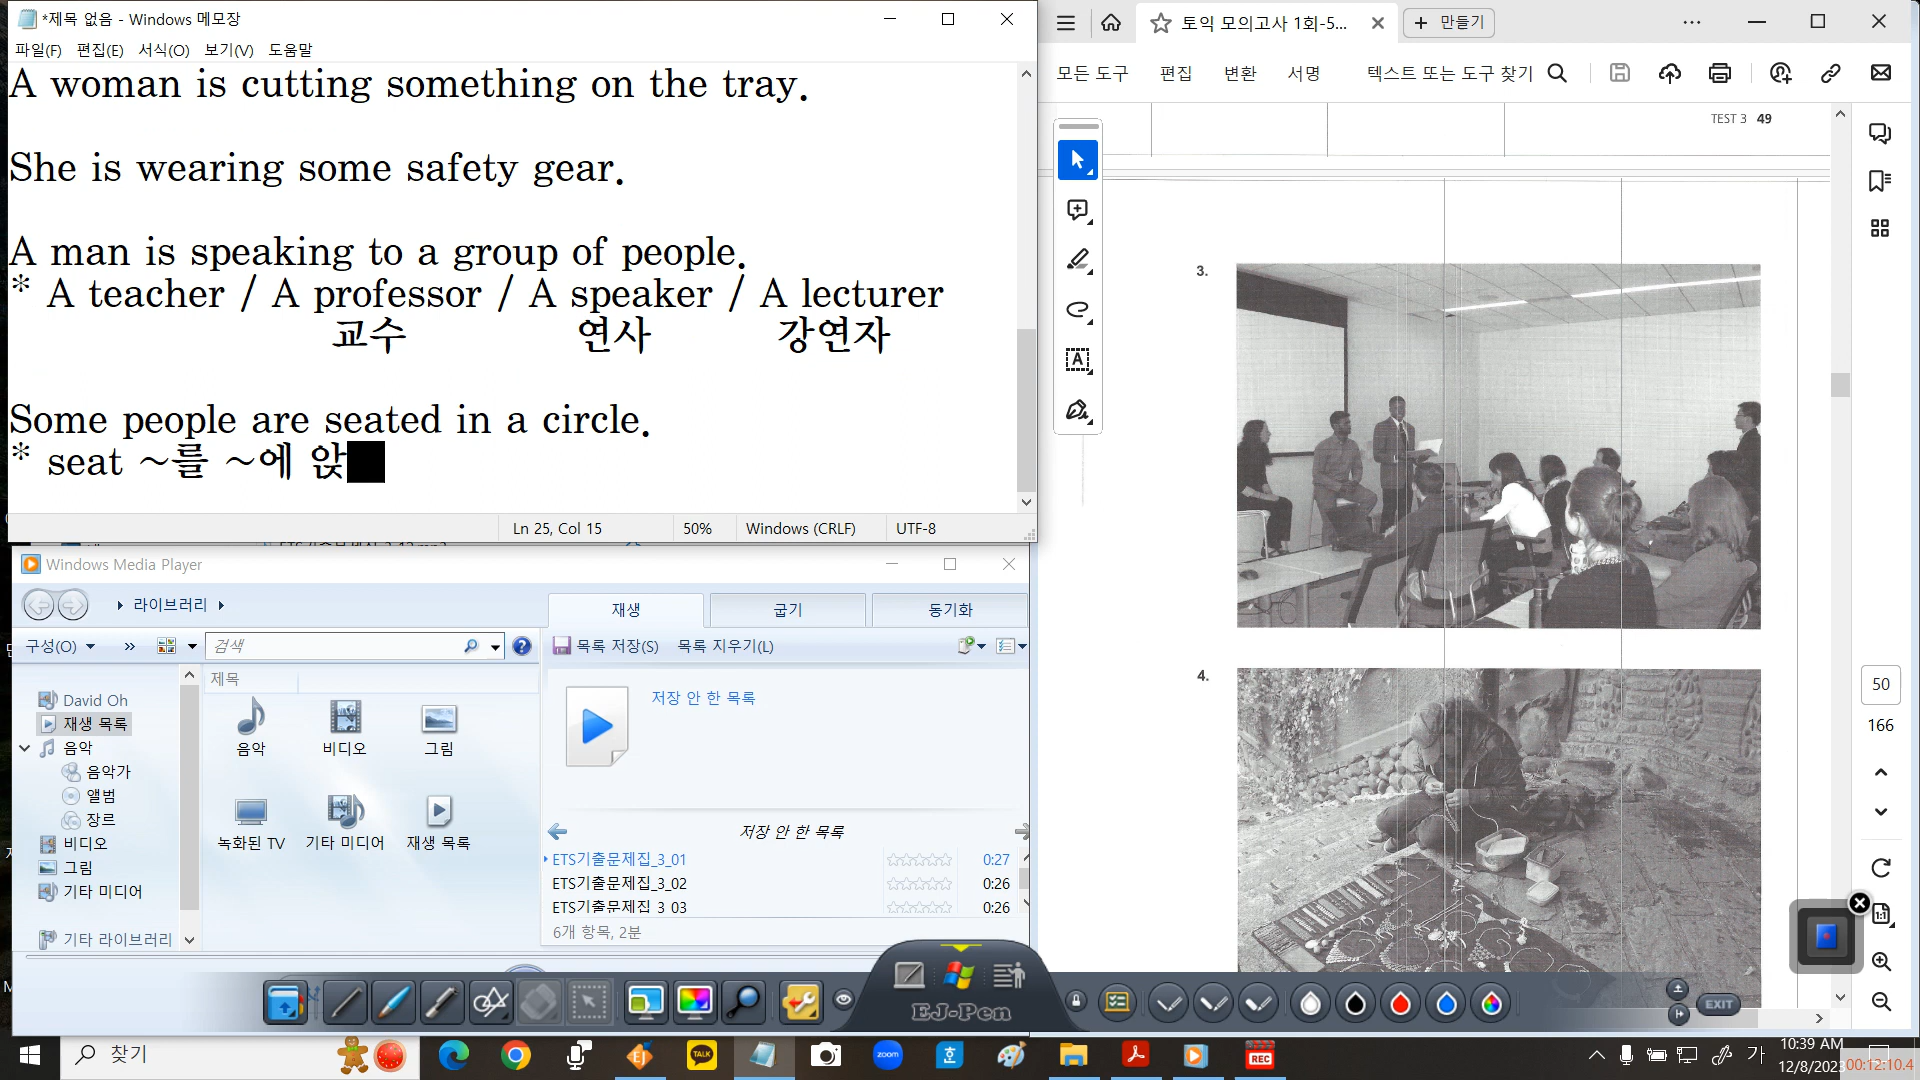 *제목 없음 - Windows 메모장
파일(F) 편집(E) 서식(O) 보기(V) 도움말
A woman is cutting something on the tray.
She is wearing some safety gear.
A man is speaking to a group of people.
* A teacher / A professor / A speaker / A lecturer
교수 연사 강연자
Some people are seated in a circle.
* seat ~를 ~에 앉
Ln 25, Col 15 50% Windows (CRLF) UTF-8
Windows Media Player
라이브러리
재생 굽기 동기화
구성(O) » 검색
목록 저장(S) 목록 지우기(L)
제목
David Oh
재생 목록
음악
음악가
앨범
장르
비디오
그림
기타 미디어
기타 라이브러리
음악 비디오 그림
녹화된 TV 기타 미디어 재생 목록
저장 안 한 목록
저장 안 한 목록
ETS기출문제집_3_01 0:27
ETS기출문제집_3_02 0:26
ETS기출문제집_3_03 0:26
6개 항목, 2분
토익 모의고사 1회-5...
+ 만들기
모든 도구 편집 변환 서명 텍스트 또는 도구 찾기
TEST 3 49
3.
4.
50
166
EJ-Pen
EXIT
찾기
TALK
zoom
REC
가
10:39 AM
12/8/2023
00:12:10.4